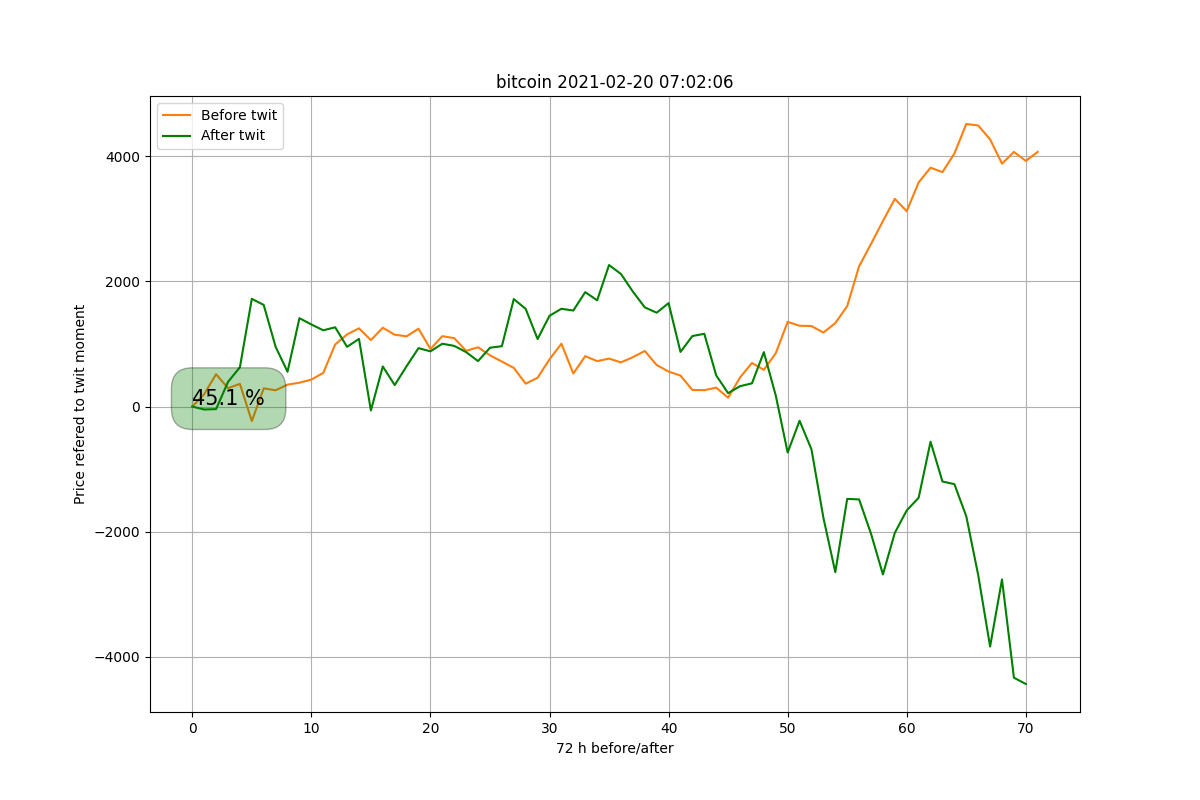 bitcoin 2021-02-20 07:02:06
Before twit
After twit
4000
2000
0
−2000
−4000
Price refered to twit moment
45.1 %
0 10 20 30 40 50 60 70
72 h before/after